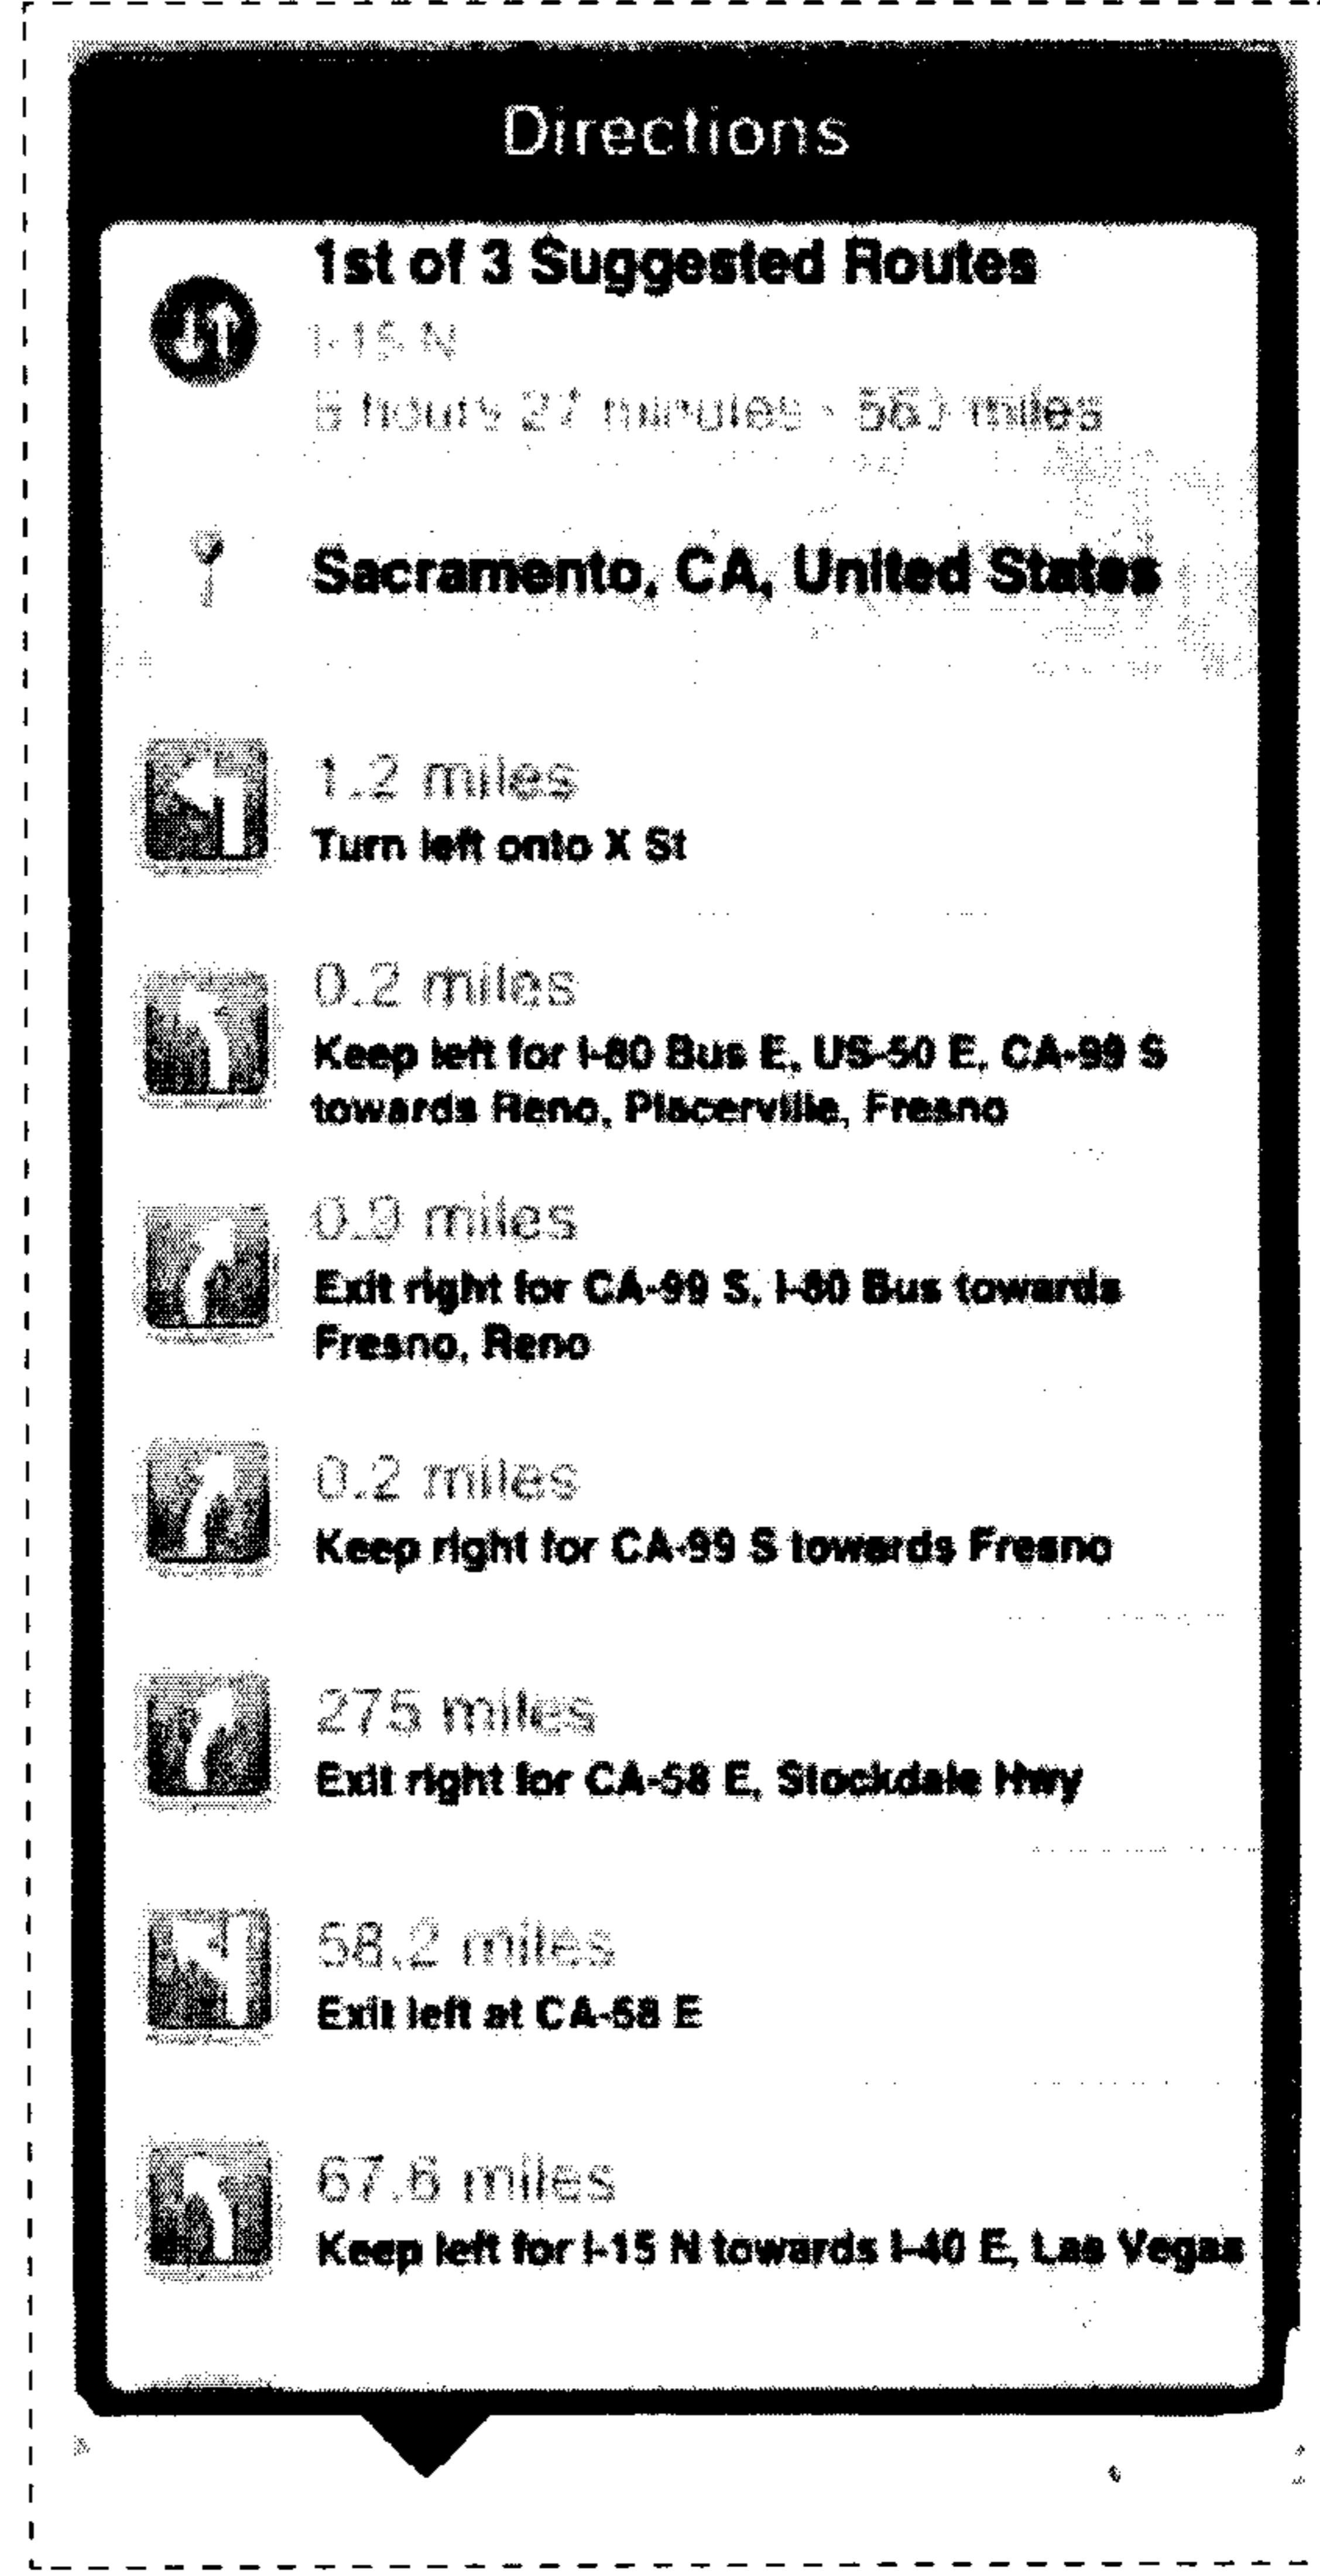 Directions
1st of 3 Suggested Routes
I-15 N
hours 27 minutes · miles
Sacramento, CA, United States
1.2 miles
Turn left onto X St
0.2 miles
Keep left for I-80 Bus E, US-50 E, CA-99 S
towards Reno, Placerville, Fresno
0.9 miles
Exit right for CA-99 S, I-80 Bus towards
Fresno, Reno
0.2 miles
Keep right for CA-99 S towards Fresno
275 miles
Exit right for CA-58 E, Stockdale Hwy
58.2 miles
Exit left at CA-58 E
67.6 miles
Keep left for I-15 N towards I-40 E, Las Vegas